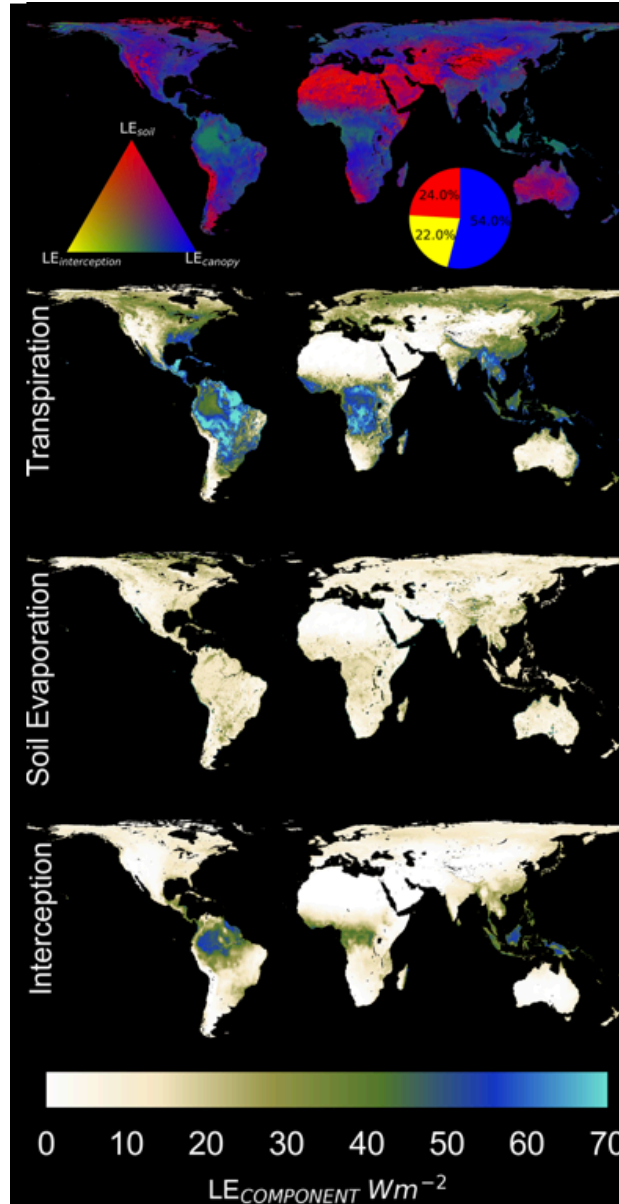 LEsoil
LEinterception
LEcanopy
24.0%
54.0%
22.0%
Transpiration
Soil Evaporation
Interception
0 10 20 30 40 50 60 70
LECOMPONENT Wm−2